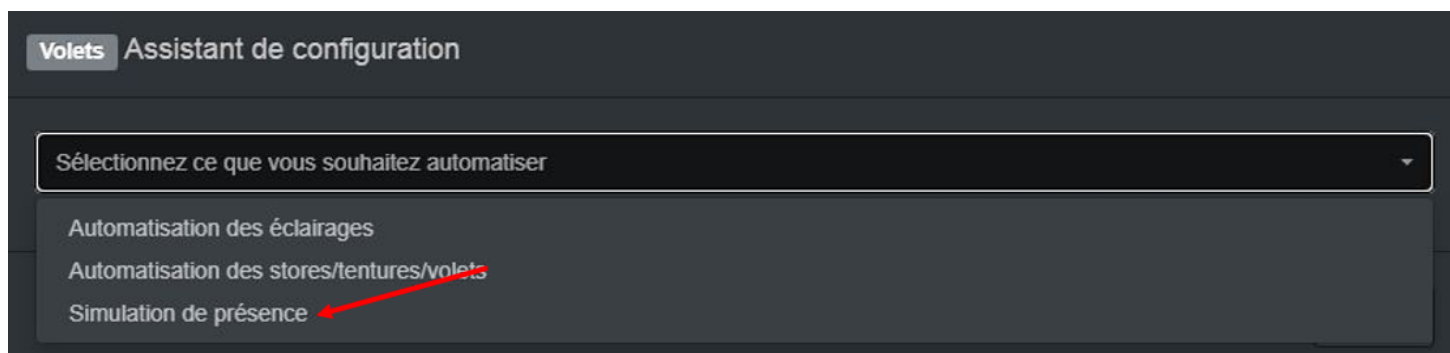 Volets Assistant de configuration
Sélectionnez ce que vous souhaitez automatiser
Automatisation des éclairages
Automatisation des stores/tentures/volets
Simulation de présence